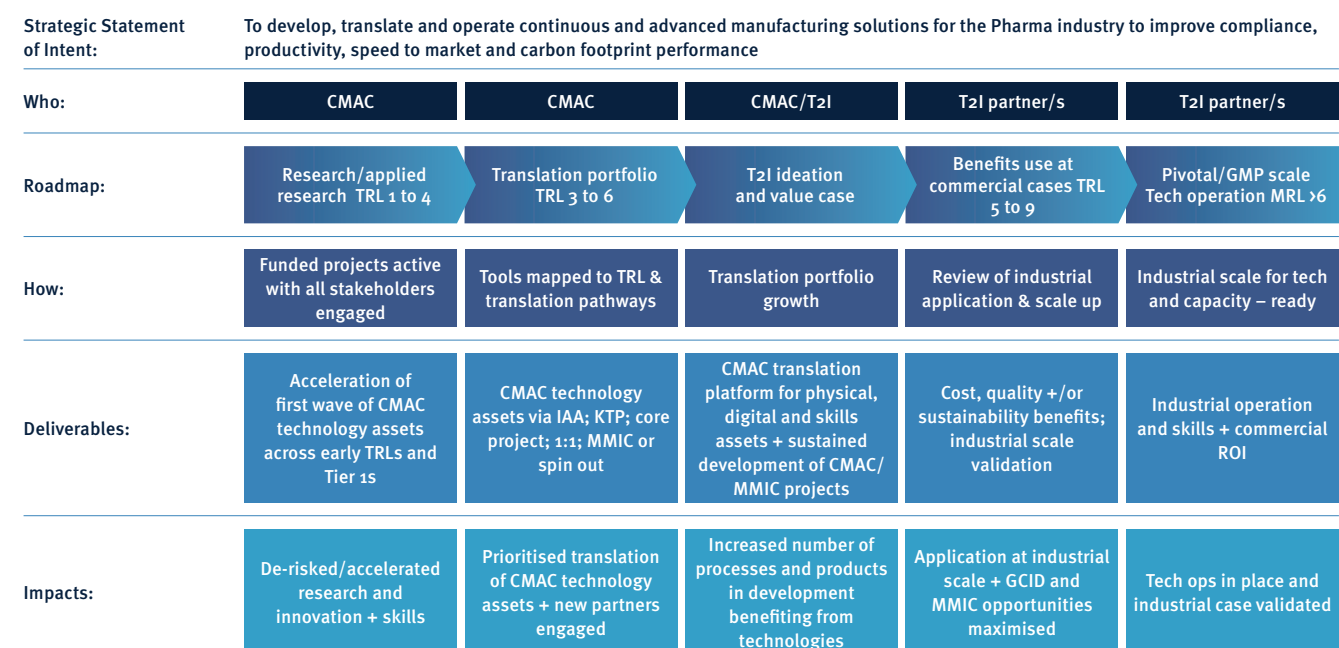 Strategic Statement
of Intent:
To develop, translate and operate continuous and advanced manufacturing solutions for the Pharma industry to improve compliance,
productivity, speed to market and carbon footprint performance
Who:
CMAC
CMAC
CMAC/T2I
T2I partner/s
T2I partner/s
Roadmap:
Research/applied
research TRL 1 to 4
Translation portfolio
TRL 3 to 6
T2I ideation
and value case
Benefits use at
commercial cases TRL
5 to 9
Pivotal/GMP scale
Tech operation MRL >6
How:
Funded projects active
with all stakeholders
engaged
Tools mapped to TRL &
translation pathways
Translation portfolio
growth
Review of industrial
application & scale up
Industrial scale for tech
and capacity – ready
Deliverables:
Acceleration of
first wave of CMAC
technology assets
across early TRLs and
Tier 1s
CMAC technology
assets via IAA; KTP; core
project; 1:1; MMIC or
spin out
CMAC translation
platform for physical,
digital and skills
assets + sustained
development of CMAC/
MMIC projects
Cost, quality +/or
sustainability benefits;
industrial scale
validation
Industrial operation
and skills + commercial
ROI
Impacts:
De-risked/accelerated
research and
innovation + skills
Prioritised translation
of CMAC technology
assets + new partners
engaged
Increased number of
processes and products
in development
benefiting from
technologies
Application at industrial
scale + GCID and
MMIC opportunities
maximised
Tech ops in place and
industrial case validated